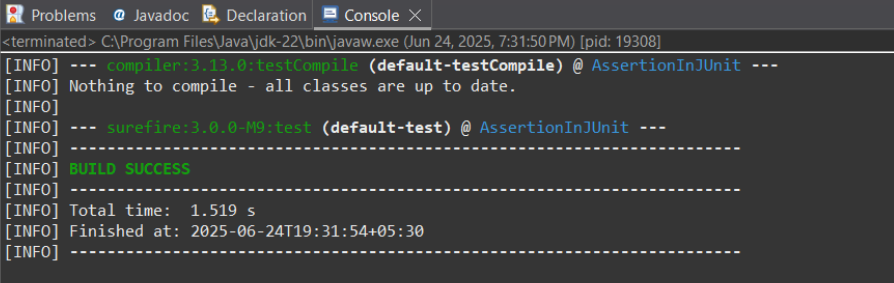 Problems @ Javadoc Declaration Console
<terminated> C:\Program Files\Java\jdk-22\bin\javaw.exe (Jun 24, 2025, 7:31:50 PM) [pid: 19308]
[INFO] --- compiler:3.13.0:testCompile (default-testCompile) @ AssertionInJUnit ---
[INFO] Nothing to compile - all classes are up to date.
[INFO]
[INFO] --- surefire:3.0.0-M9:test (default-test) @ AssertionInJUnit ---
[INFO] ------------------------------------------------------------------------
[INFO] BUILD SUCCESS
[INFO] ------------------------------------------------------------------------
[INFO] Total time:  1.519 s
[INFO] Finished at: 2025-06-24T19:31:54+05:30
[INFO] ------------------------------------------------------------------------